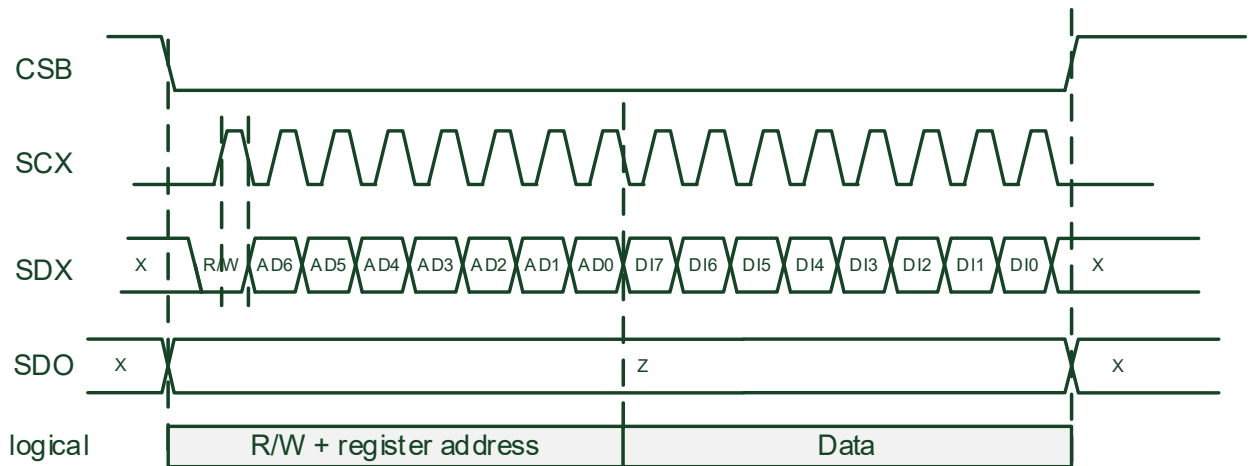 CSB
SCX
SDX X R/W AD6 AD5 AD4 AD3 AD2 AD1 AD0 DI7 DI6 DI5 DI4 DI3 DI2 DI1 DI0 X
SDO X Z X
logical R/W + register address Data